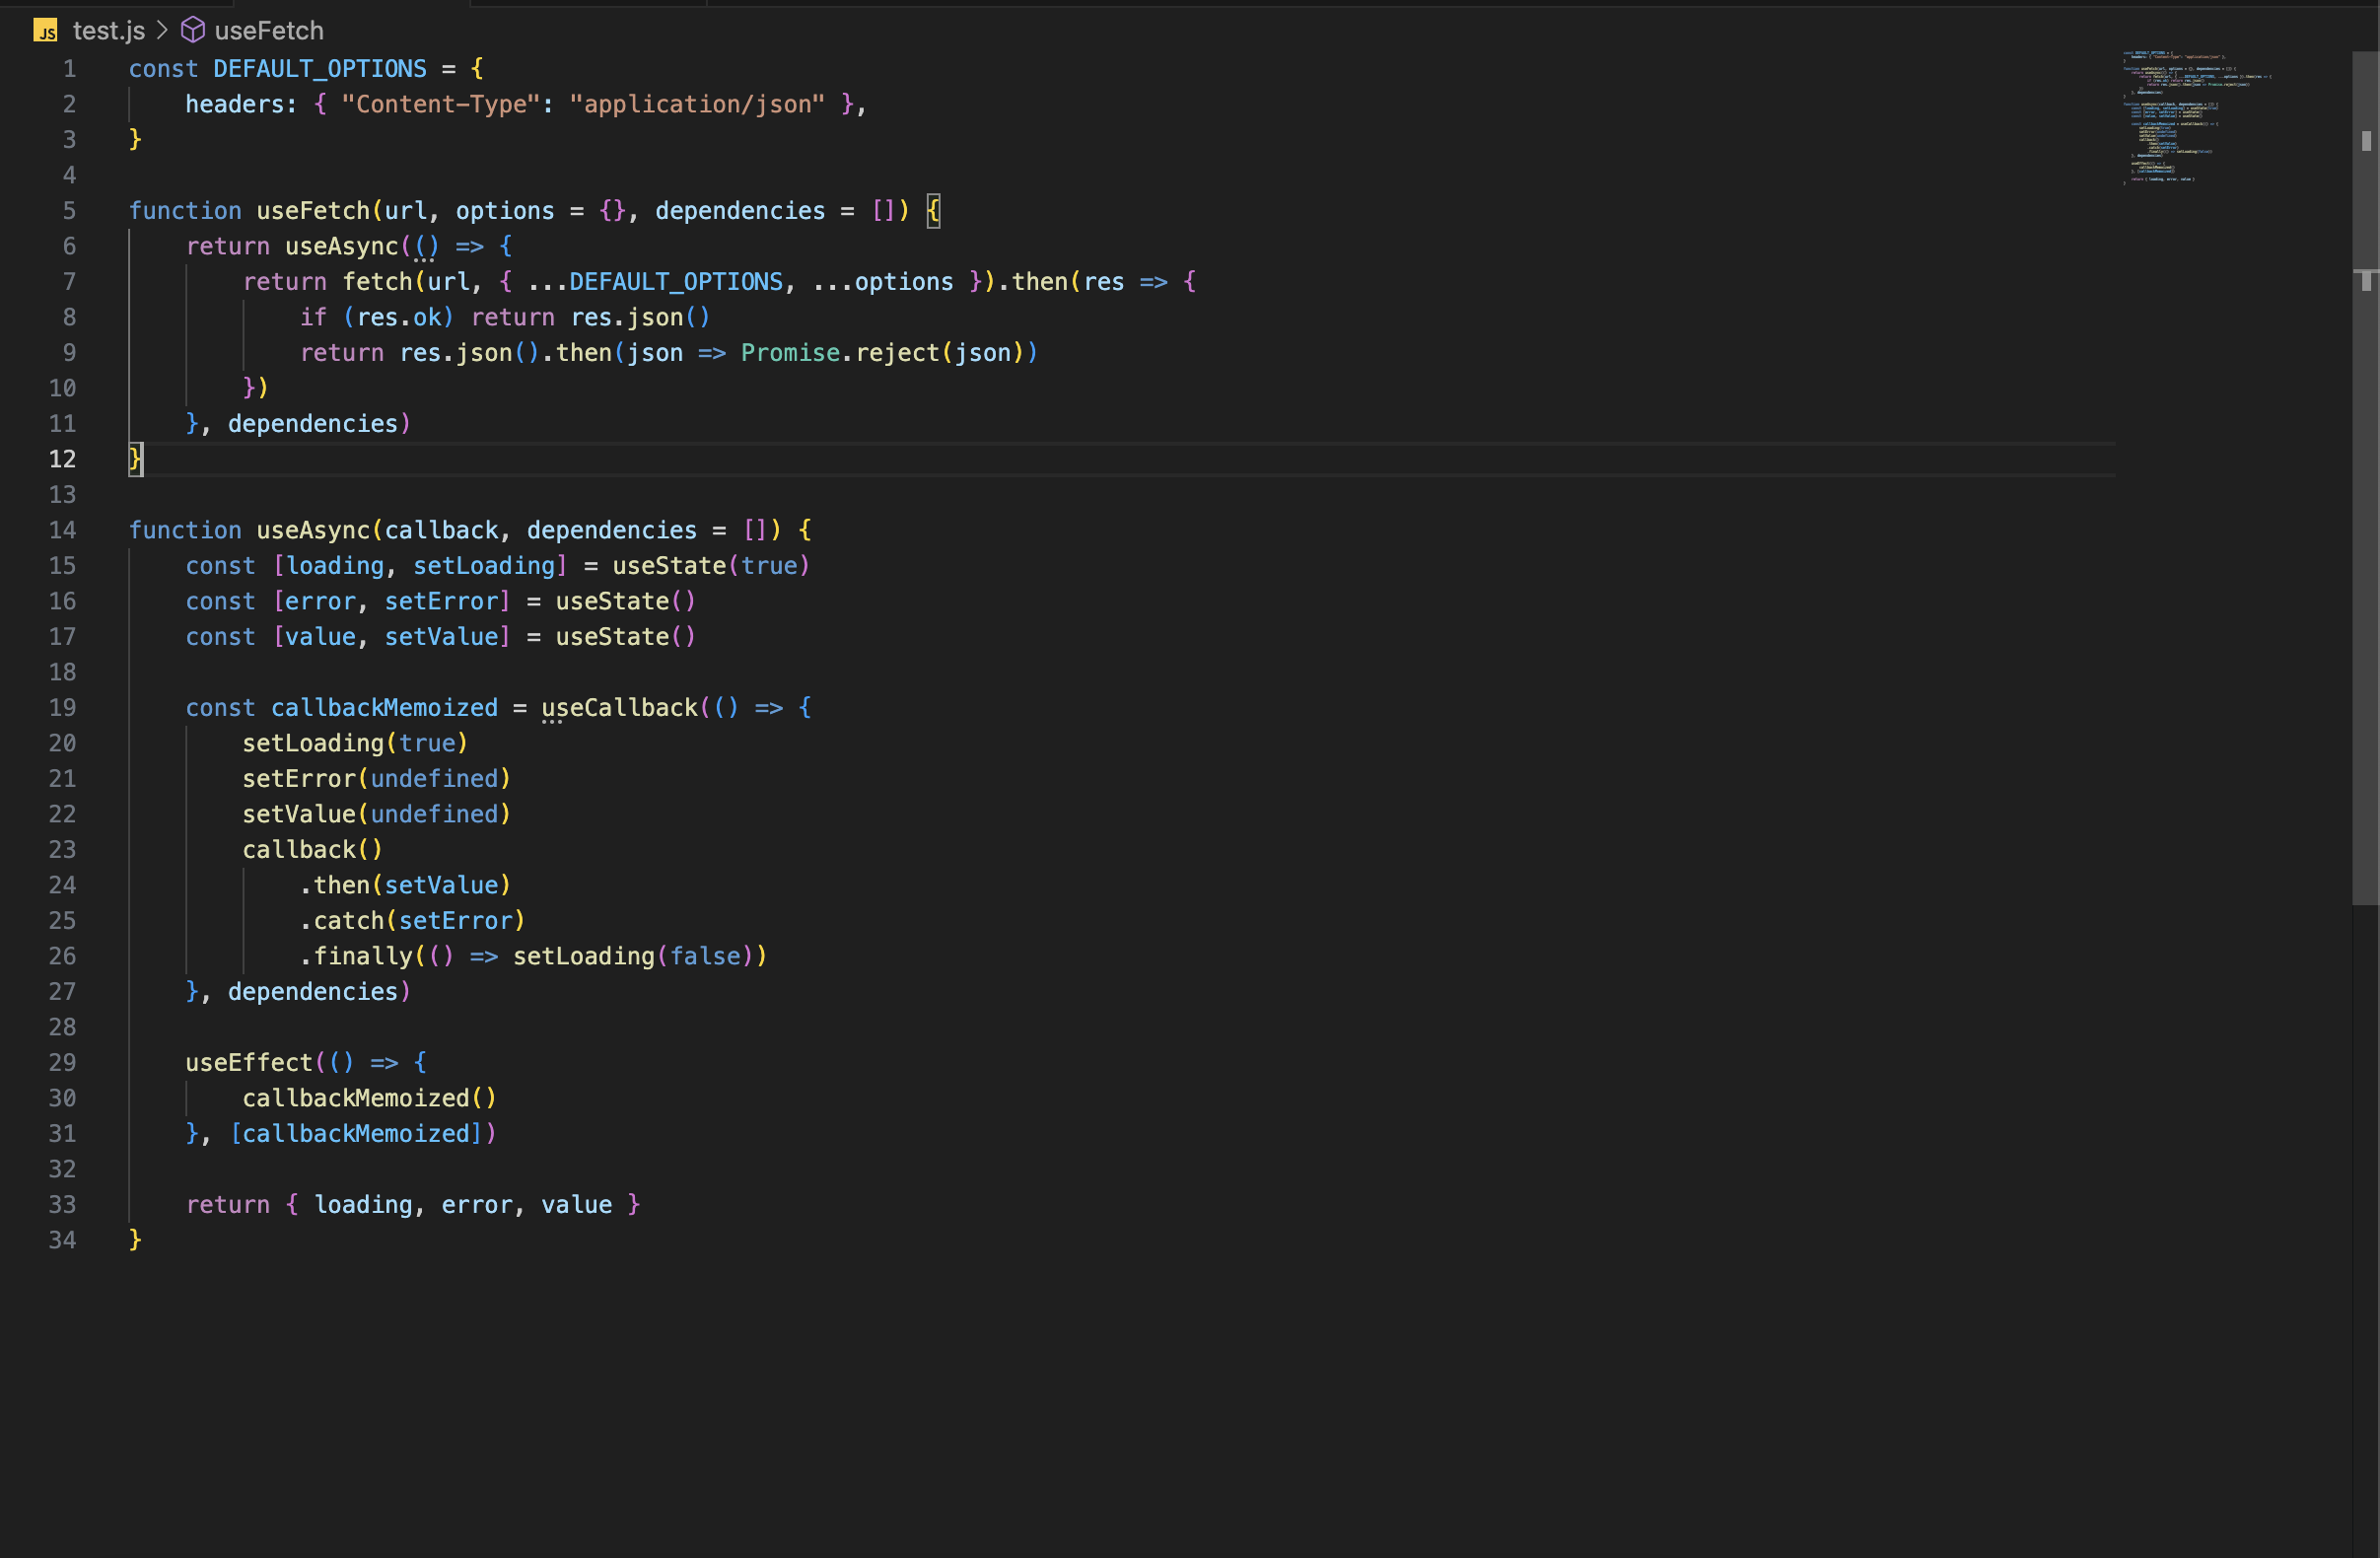 JS test.js > useFetch
1 const DEFAULT_OPTIONS = {
2     headers: { "Content-Type": "application/json" },
3 }
4
5 function useFetch(url, options = {}, dependencies = []) {
6     return useAsync(() => {
7         return fetch(url, { ...DEFAULT_OPTIONS, ...options }).then(res => {
8             if (res.ok) return res.json()
9             return res.json().then(json => Promise.reject(json))
10         })
11     }, dependencies)
12 }
13
14 function useAsync(callback, dependencies = []) {
15     const [loading, setLoading] = useState(true)
16     const [error, setError] = useState()
17     const [value, setValue] = useState()
18
19     const callbackMemoized = useCallback(() => {
20         setLoading(true)
21         setError(undefined)
22         setValue(undefined)
23         callback()
24             .then(setValue)
25             .catch(setError)
26             .finally(() => setLoading(false))
27     }, dependencies)
28
29     useEffect(() => {
30         callbackMemoized()
31     }, [callbackMemoized])
32
33     return { loading, error, value }
34 }